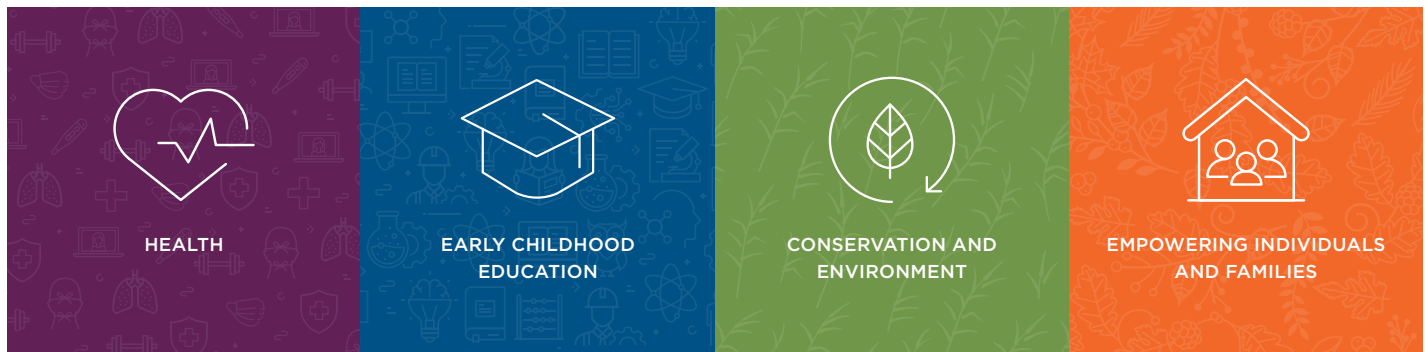 HEALTH
EARLY CHILDHOOD
EDUCATION
CONSERVATION AND
ENVIRONMENT
EMPOWERING INDIVIDUALS
AND FAMILIES